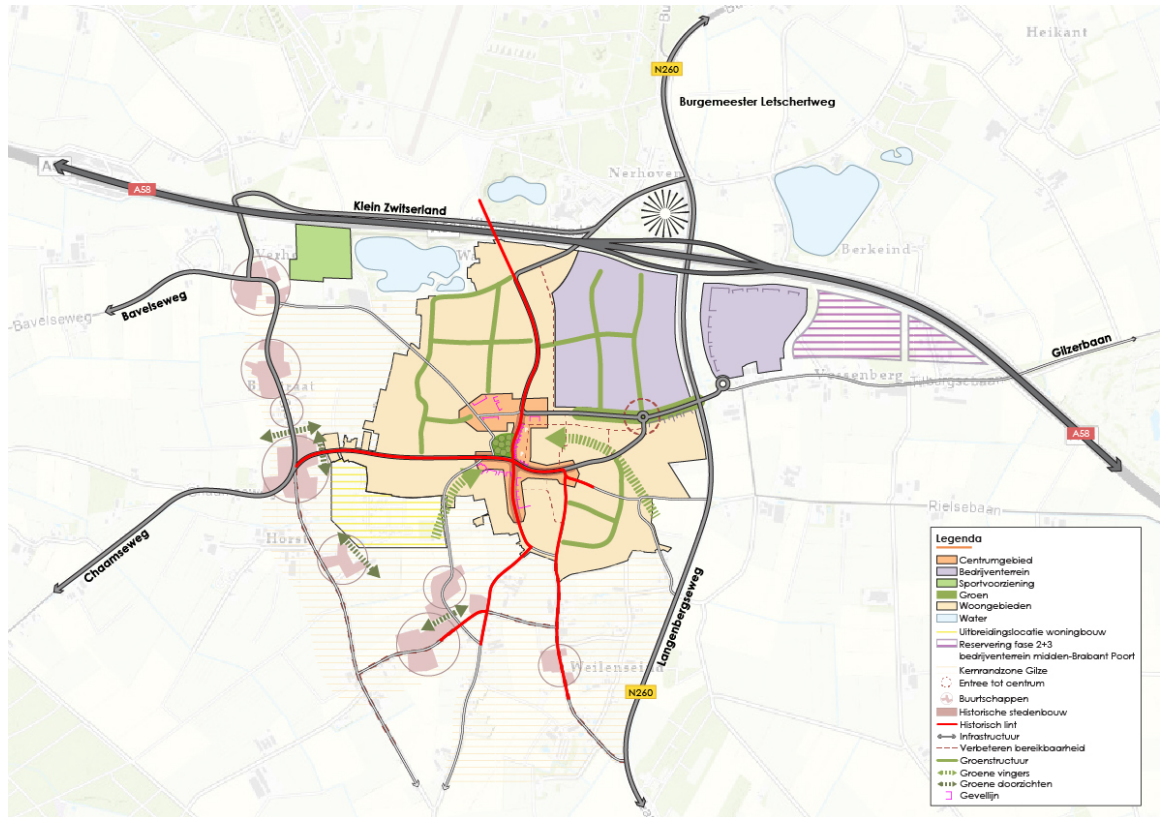 Heikant
N260
Burgemeester Letschertweg
Nerhoven
A58
Klein Zwitserland
Berkeind
Bavelseweg
Bavelseweg
Gilzerbaan
A58
Rielsebaan
Chaamseweg
Langenbergseweg
N260
Legenda
Centrumgebied
Bedrijventerrein
Sportvoorziening
Groen
Woongebieden
Water
Uitbreidingslocatie woningbouw
Reservering fase 2+3
bedrijventerrein midden-Brabant Poort
Kernrandzone Gilze
Entree tot centrum
Buurtschappen
Historische stedenbouw
Historisch lint
Infrastructuur
Verbeteren bereikbaarheid
Groenstructuur
Groene vingers
Groene doorzichten
Gevellijn